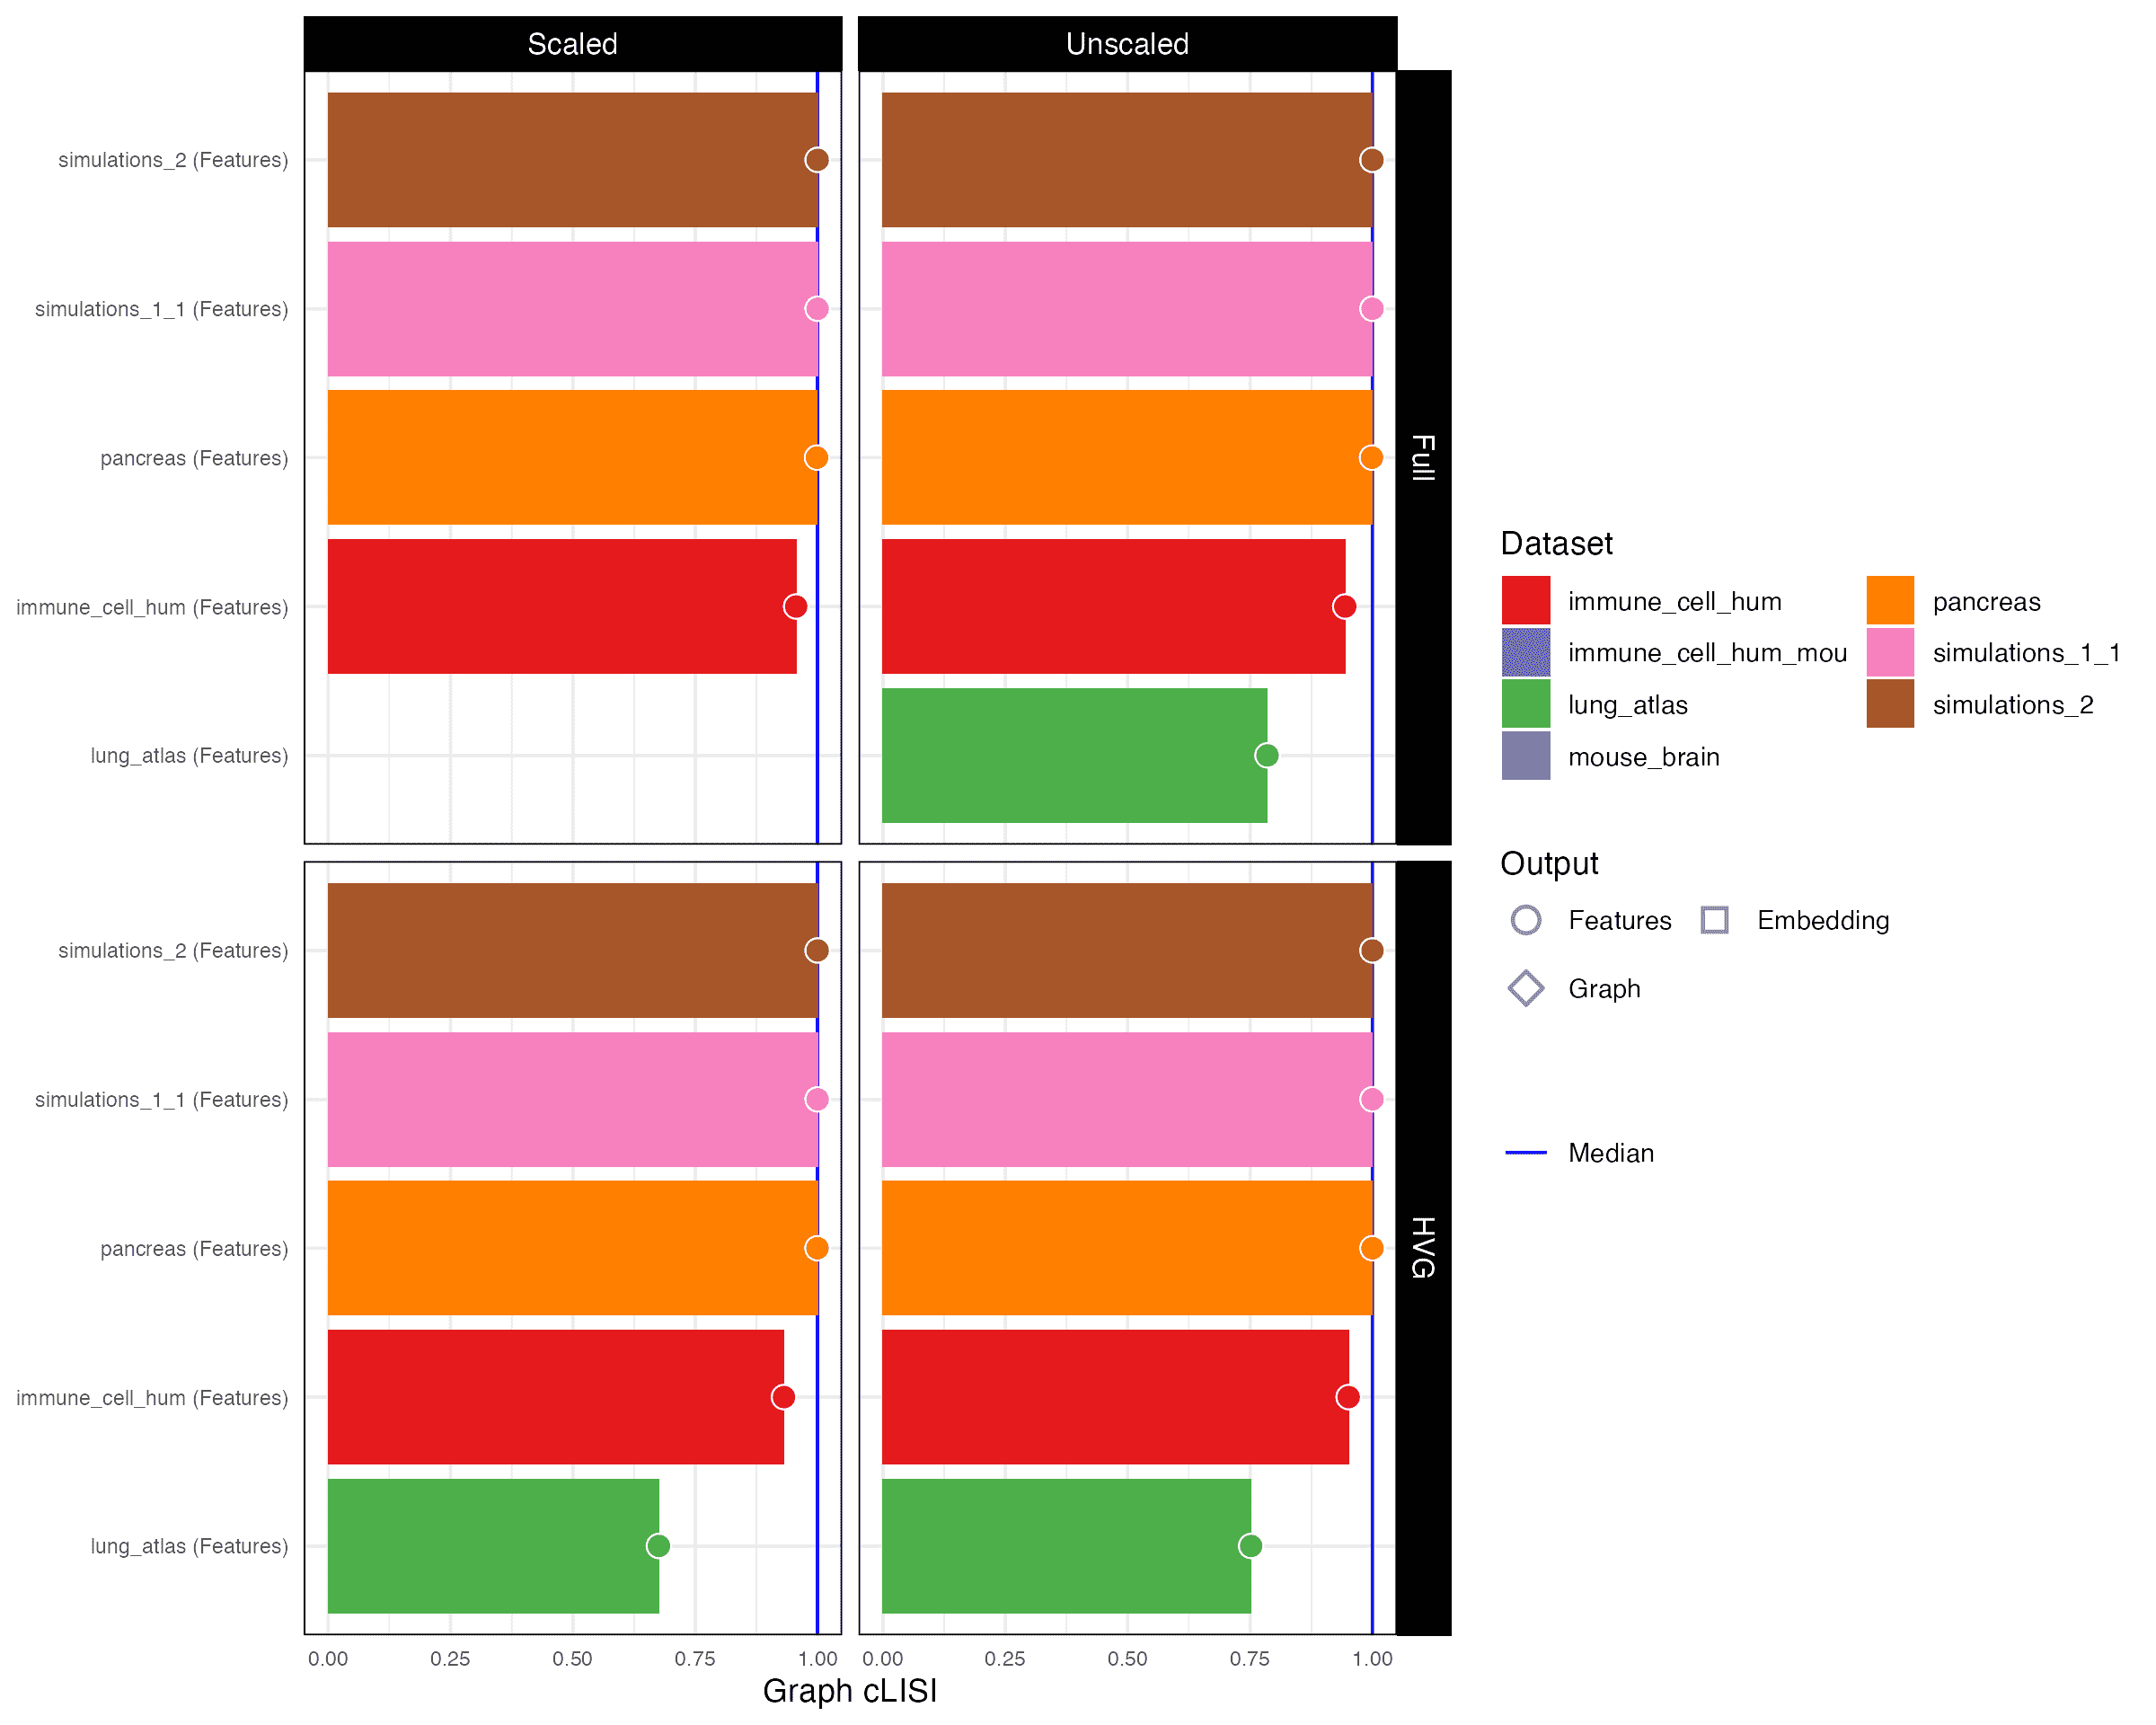 Scaled
Unscaled
simulations_2 (Features)
simulations_1_1 (Features)
pancreas (Features)
immune_cell_hum (Features)
lung_atlas (Features)
Full
simulations_2 (Features)
simulations_1_1 (Features)
pancreas (Features)
immune_cell_hum (Features)
lung_atlas (Features)
HVG
0.00 0.25 0.50 0.75 1.00
0.00 0.25 0.50 0.75 1.00
Graph cLISI
Dataset
immune_cell_hum
immune_cell_hum_mou
lung_atlas
mouse_brain
pancreas
simulations_1_1
simulations_2
Output
Features
Embedding
Graph
Median